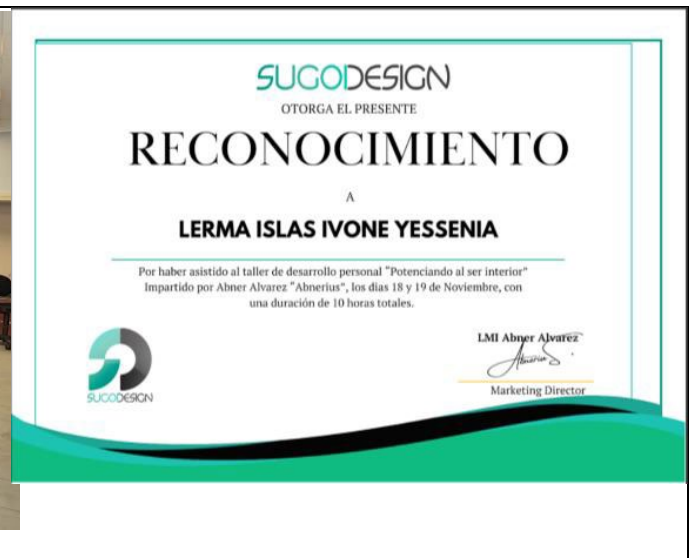 SUGODESIGN
OTORGA EL PRESENTE
RECONOCIMIENTO
A
LERMA ISLAS IVONE YESSENIA
Por haber asistido al taller de desarrollo personal "Potenciando al ser interior"
Impartido por Abner Alvarez "Abnerius", los dias 18 y 19 de Noviembre, con
una duración de 10 horas totales.
LMI Abner Alvarez
Abnerius
Marketing Director
SUGODESIGN